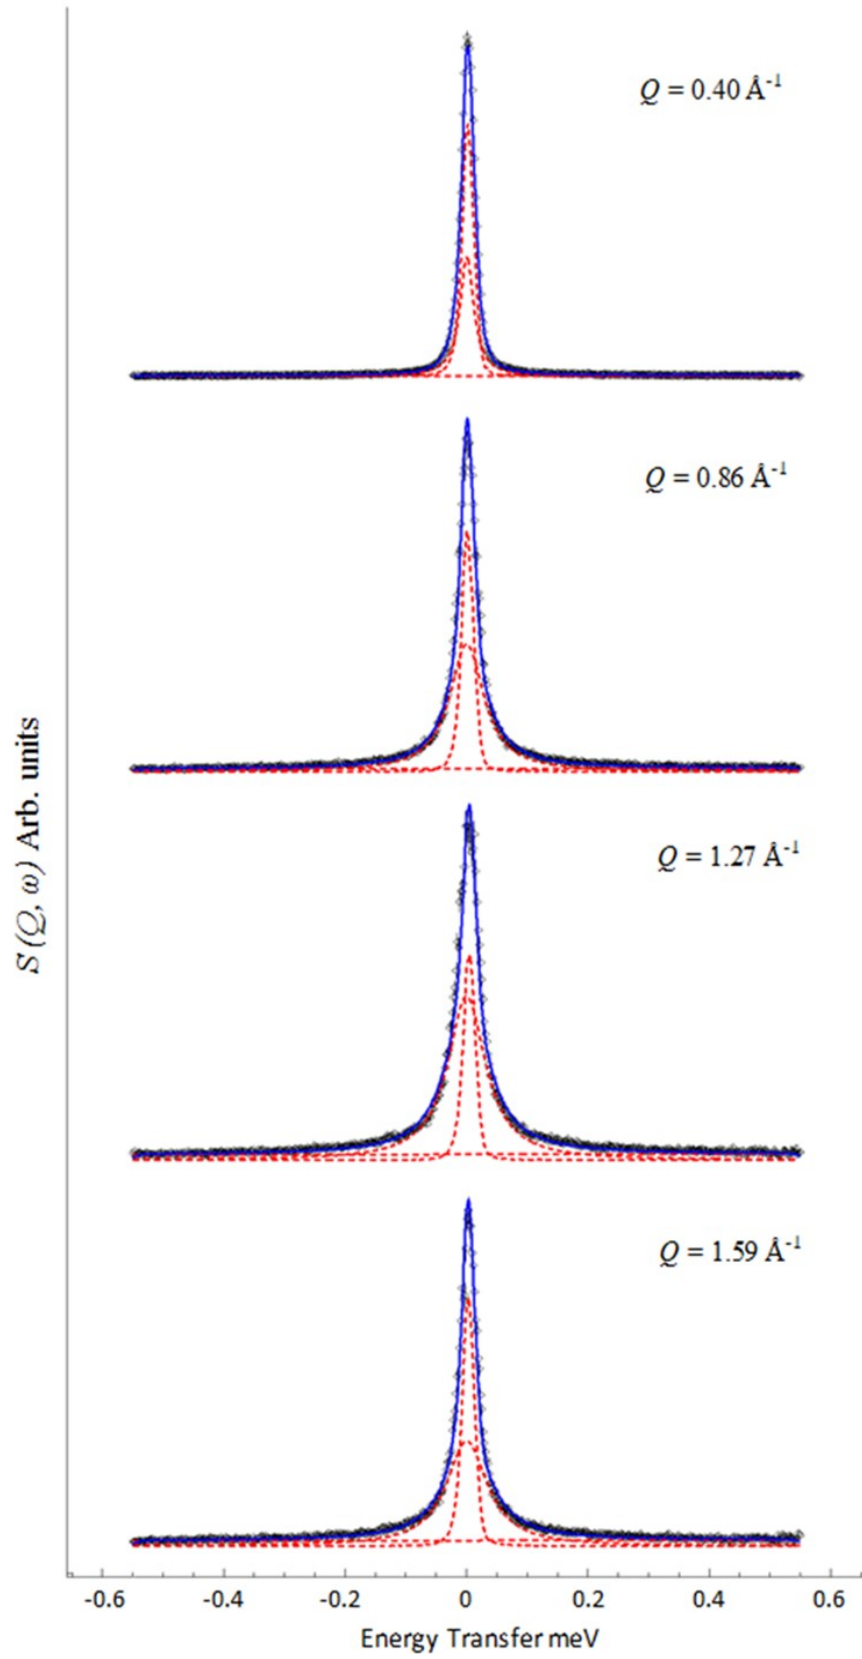 Q = 0.40 Å⁻¹
Q = 0.86 Å⁻¹
Q = 1.27 Å⁻¹
Q = 1.59 Å⁻¹
S (Q, ω) Arb. units
-0.6 -0.4 -0.2 0 0.2 0.4 0.6
Energy Transfer meV